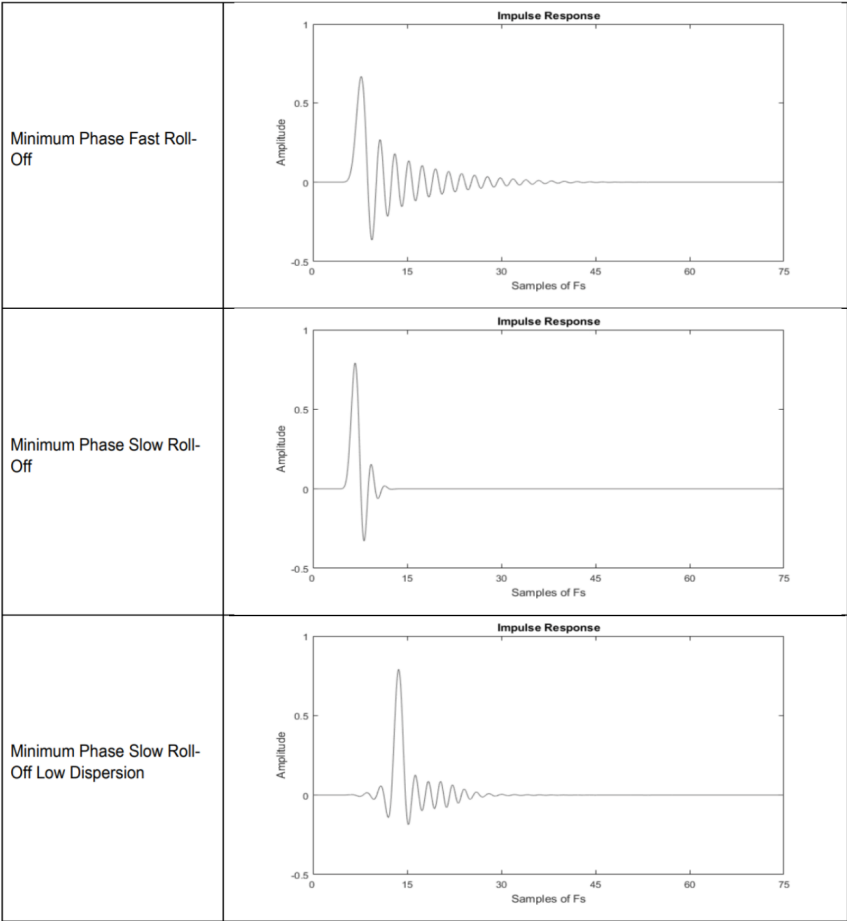 Minimum Phase Fast Roll-
Off
Impulse Response
1
0.5
0
-0.5
Amplitude
0 15 30 45 60 75
Samples of Fs
Minimum Phase Slow Roll-
Off
Impulse Response
1
0.5
0
-0.5
Amplitude
0 15 30 45 60 75
Samples of Fs
Minimum Phase Slow Roll-
Off Low Dispersion
Impulse Response
1
0.5
0
-0.5
Amplitude
0 15 30 45 60 75
Samples of Fs